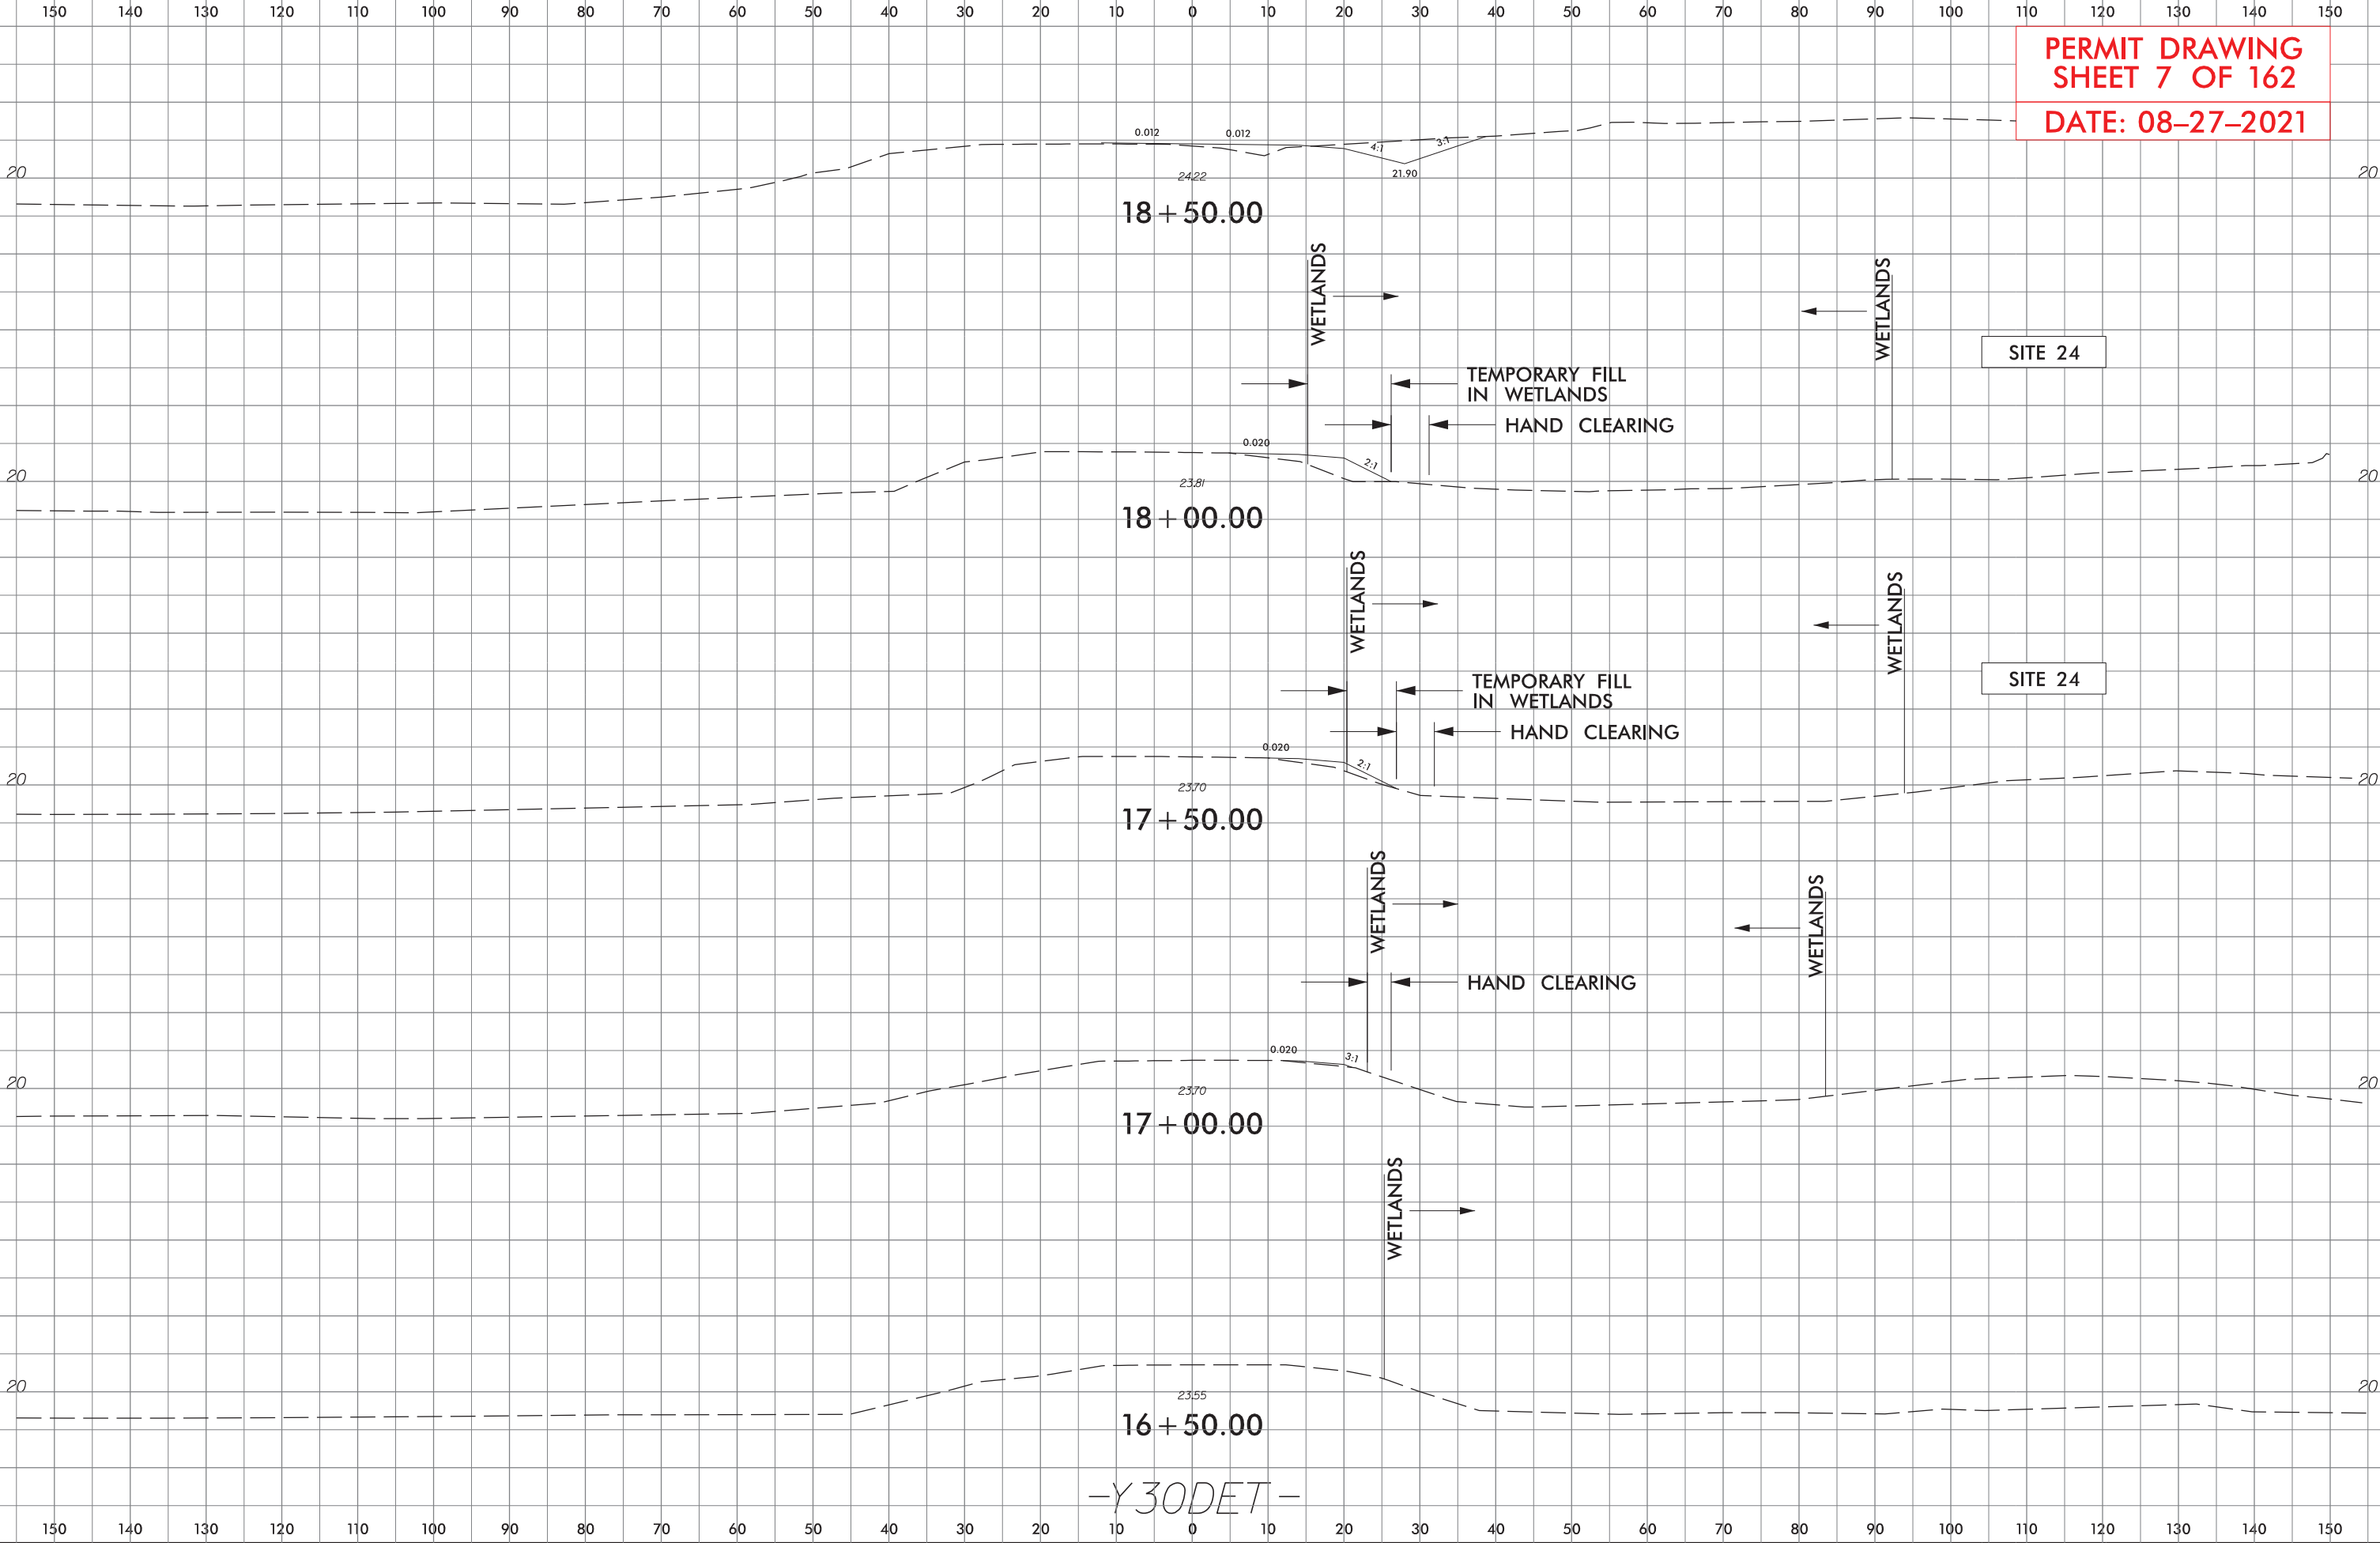 150 140 130 120 110 100 90 80 70 60 50 40 30 20 10 0 10 20 30 40 50 60 70 80 90 100 110 120 130 140 150
PERMIT DRAWING
SHEET 7 OF 162
DATE: 08-27-2021
0.012 0.012
4:1 3:1
20 20
24.22 21.90
18+50.00
WETLANDS WETLANDS
SITE 24
TEMPORARY FILL
IN WETLANDS
HAND CLEARING
0.020
2:1
20 20
23.81
18+00.00
WETLANDS WETLANDS
SITE 24
TEMPORARY FILL
IN WETLANDS
HAND CLEARING
0.020
2:1
20 20
23.70
17+50.00
WETLANDS WETLANDS
HAND CLEARING
0.020
3:1
20 20
23.70
17+00.00
WETLANDS
20 20
23.55
16+50.00
-Y30DET-
150 140 130 120 110 100 90 80 70 60 50 40 30 20 10 0 10 20 30 40 50 60 70 80 90 100 110 120 130 140 150